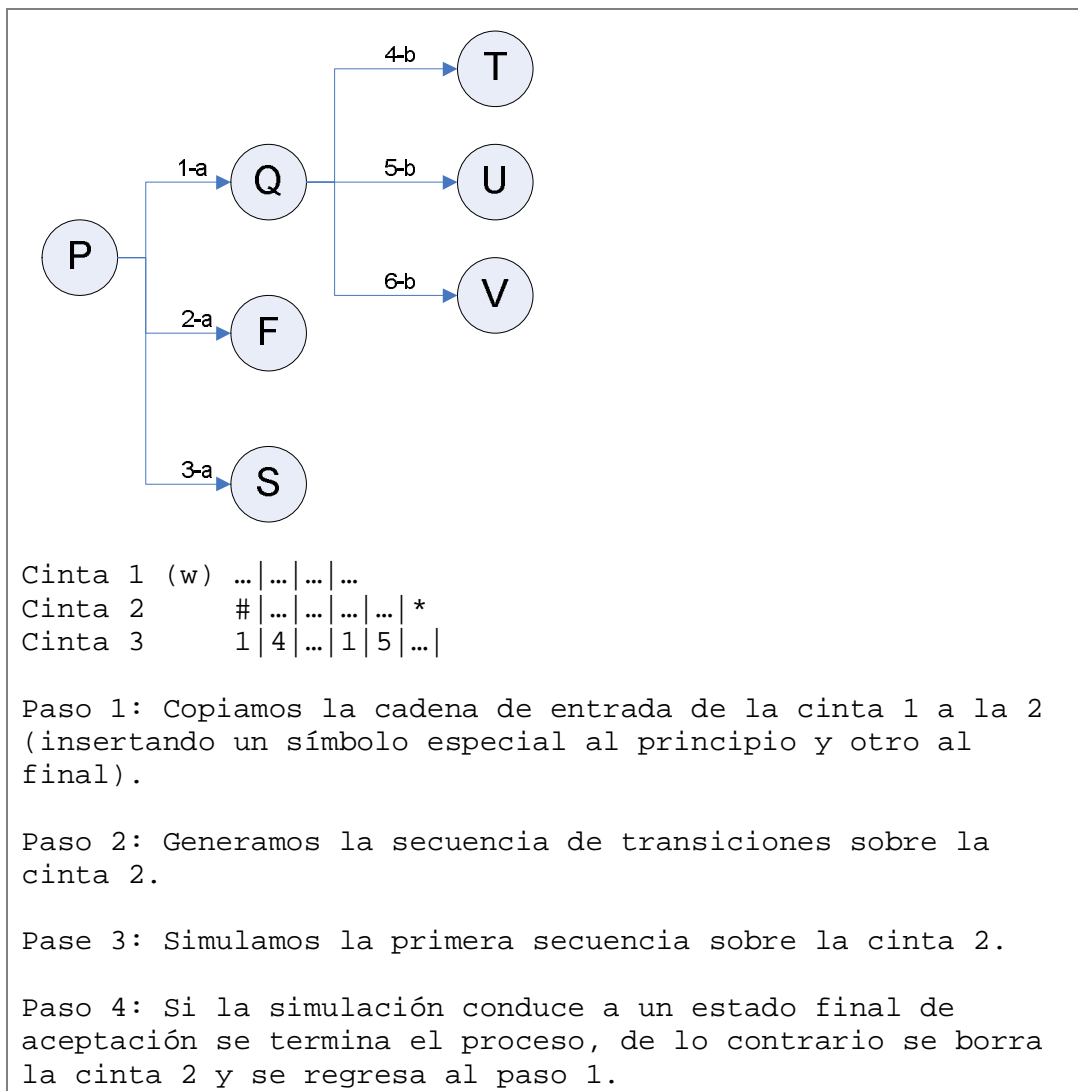 4-b
T
1-a
Q
5-b
U
P
6-b
V
2-a
F
3-a
S
Cinta 1 (w) …|…|…|…
Cinta 2 #|…|…|…|…|*
Cinta 3 1|4|…|1|5|…|
Paso 1: Copiamos la cadena de entrada de la cinta 1 a la 2
(insertando un símbolo especial al principio y otro al
final).
Paso 2: Generamos la secuencia de transiciones sobre la
cinta 2.
Pase 3: Simulamos la primera secuencia sobre la cinta 2.
Paso 4: Si la simulación conduce a un estado final de
aceptación se termina el proceso, de lo contrario se borra
la cinta 2 y se regresa al paso 1.